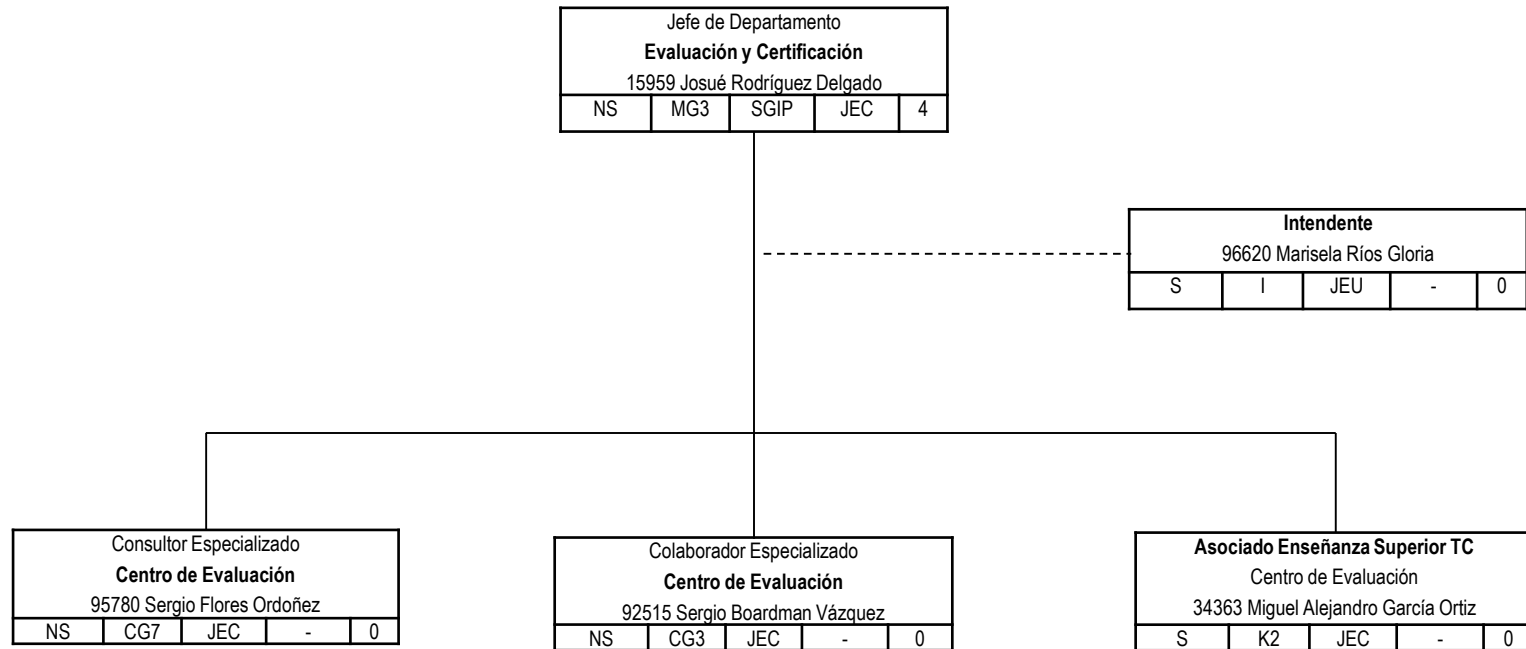 Jefe de Departamento
Evaluación y Certificación
15959 Josué Rodríguez Delgado
NS MG3 SGIP JEC 4
Intendente
96620 Marisela Ríos Gloria
S I JEU - 0
Consultor Especializado
Centro de Evaluación
95780 Sergio Flores Ordoñez
NS CG7 JEC - 0
Colaborador Especializado
Centro de Evaluación
92515 Sergio Boardman Vázquez
NS CG3 JEC - 0
Asociado Enseñanza Superior TC
Centro de Evaluación
34363 Miguel Alejandro García Ortiz
S K2 JEC - 0